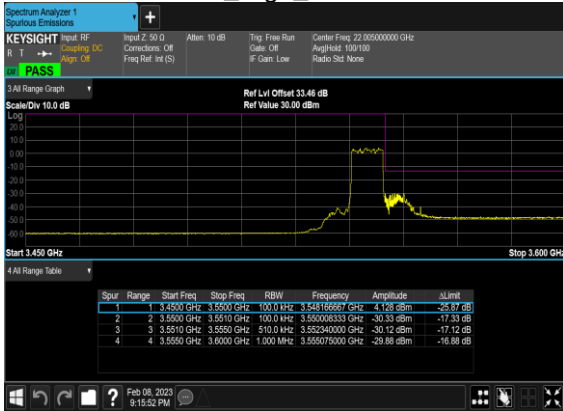 Spectrum Analyzer 1
Spurious Emissions
+
KEYSIGHT Input: RF Input Z: 50 Ω Atten: 10 dB Trig: Free Run Center Freq: 22.005000000 GHz
R T Coupling: DC Corrections: Off Gate: Off Avg|Hold: 100/100
Align: Off Freq Ref: Int (S) IF Gain: Low Radio Std: None
PASS
3 All Range Graph
Ref Lvl Offset 33.46 dB
Scale/Div 10.0 dB Ref Value 30.00 dBm
Log
20.0
10.0
0.00
-10.0
-20.0
-30.0
-40.0
-50.0
-60.0
Start 3.450 GHz Stop 3.600 GHz
4 All Range Table
Spur Range Start Freq Stop Freq RBW Frequency Amplitude ΔLimit
1 1 3.4500 GHz 3.5500 GHz 100.0 kHz 3.548166667 GHz 4.128 dBm -25.87 dB
2 2 3.5500 GHz 3.5510 GHz 100.0 kHz 3.550008333 GHz -30.33 dBm -17.33 dB
3 3 3.5510 GHz 3.5550 GHz 510.0 kHz 3.552340000 GHz -30.12 dBm -17.12 dB
4 4 3.5550 GHz 3.6000 GHz 1.000 MHz 3.555075000 GHz -29.88 dBm -16.88 dB
? Feb 08, 2023
9:15:52 PM